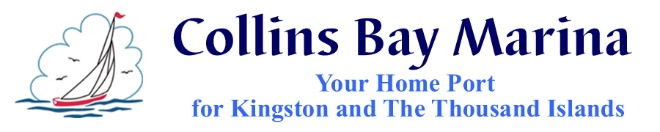 Collins Bay Marina
Your Home Port
for Kingston and The Thousand Islands